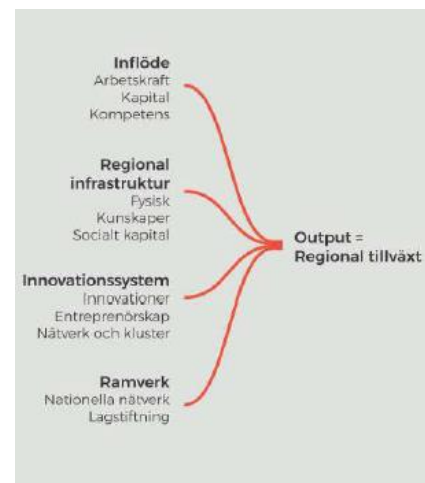 Inflöde
Arbetskraft
Kapital
Kompetens
Regional
infrastruktur
Fysisk
Kunskaper
Socialt kapital
Innovationssystem
Innovationer
Entreprenörskap
Nätverk och kluster
Ramverk
Nationella nätverk
Lagstiftning
Output =
Regional tillväxt